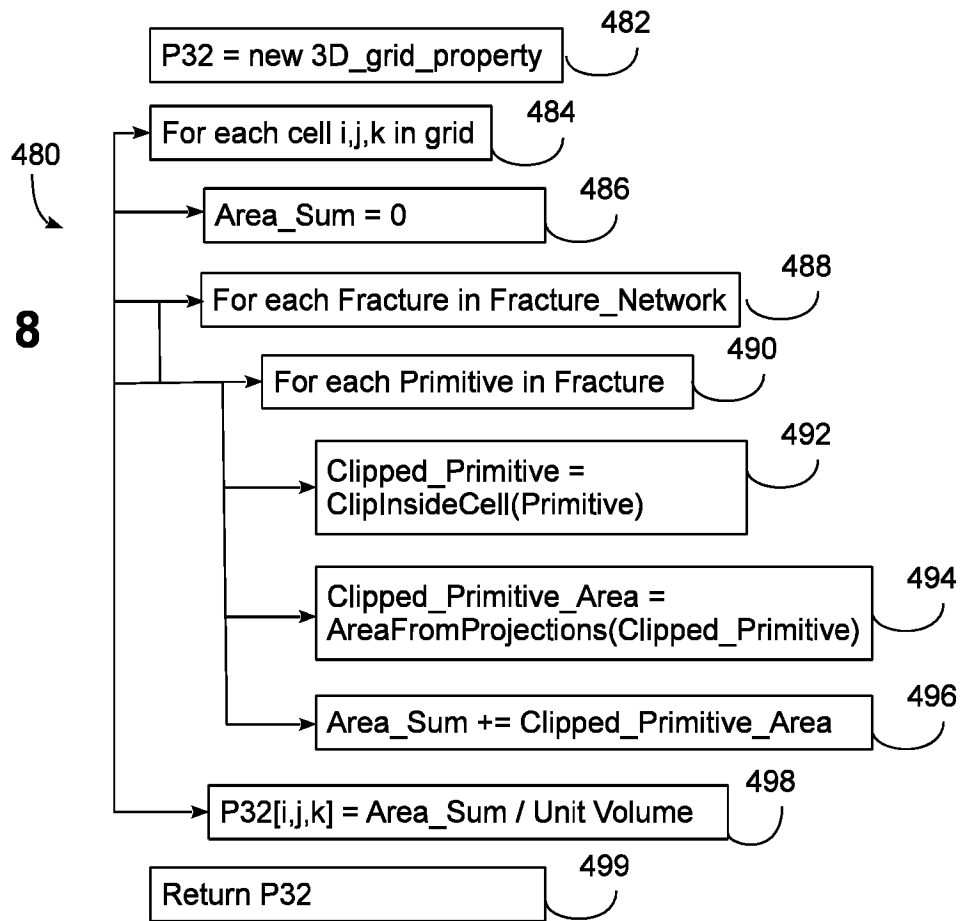 482
P32 = new 3D_grid_property
484
For each cell i,j,k in grid
480
486
Area_Sum = 0
488
For each Fracture in Fracture_Network
8
490
For each Primitive in Fracture
492
Clipped_Primitive =
ClipInsideCell(Primitive)
494
Clipped_Primitive_Area =
AreaFromProjections(Clipped_Primitive)
496
Area_Sum += Clipped_Primitive_Area
498
P32[i,j,k] = Area_Sum / Unit Volume
499
Return P32